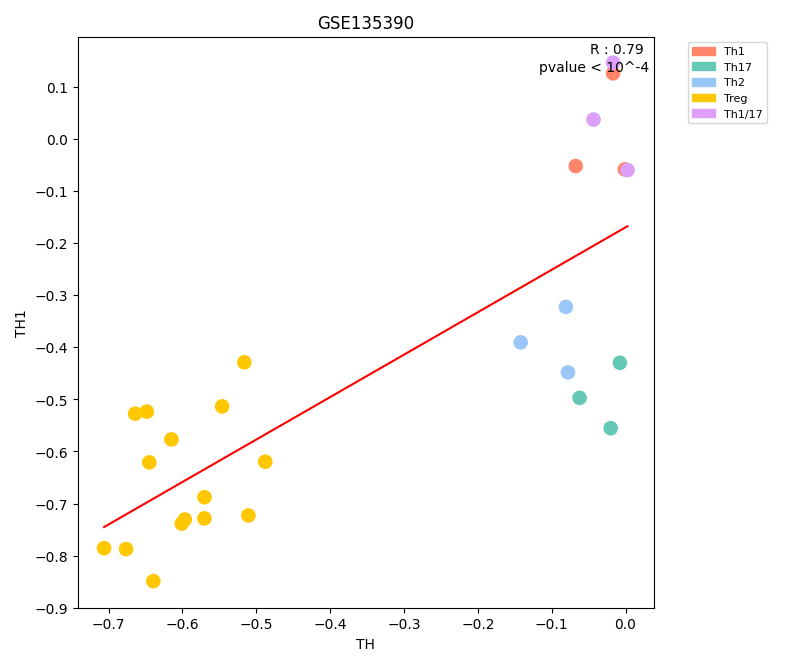 GSE135390
R : 0.79
pvalue < 10^-4
Th1
Th17
Th2
Treg
Th1/17
TH1
0.1
0.0
−0.1
−0.2
−0.3
−0.4
−0.5
−0.6
−0.7
−0.8
−0.9
−0.7 −0.6 −0.5 −0.4 −0.3 −0.2 −0.1 0.0
TH